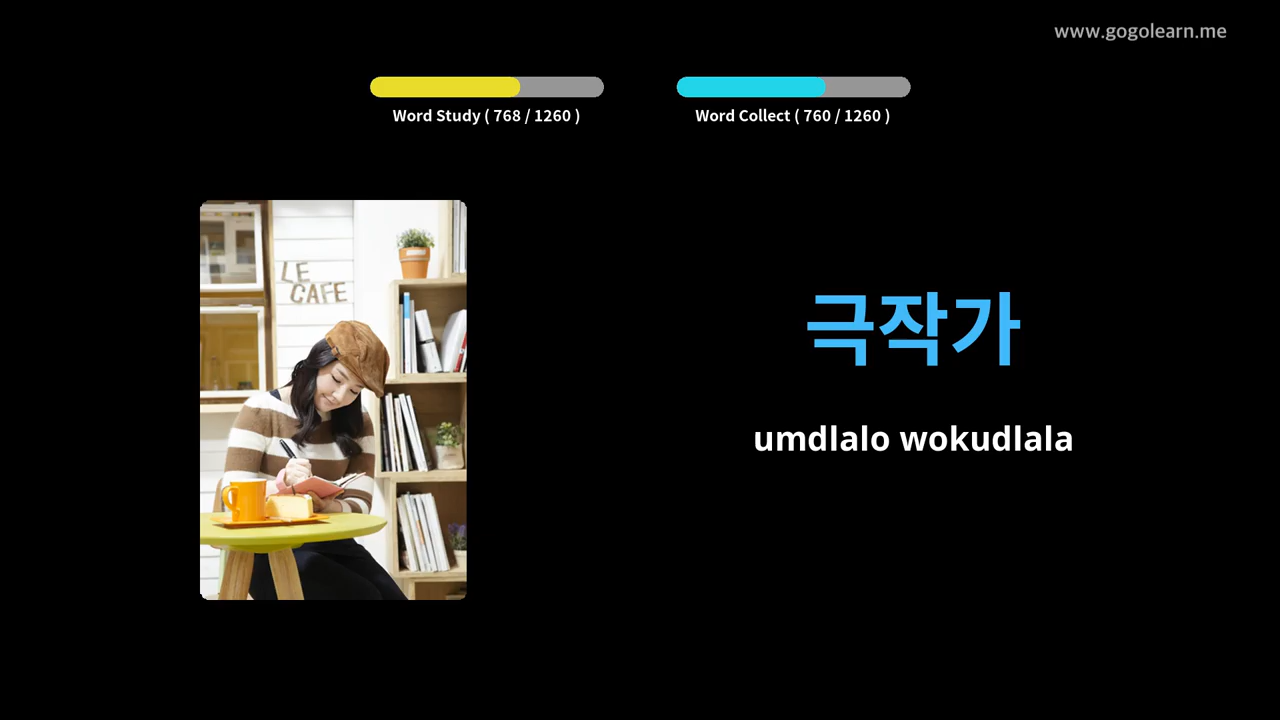 www.gogolearn.me
Word Study ( 768 / 1260 )
Word Collect ( 760 / 1260 )
LE
CAFE
극작가
umdlalo wokudlala